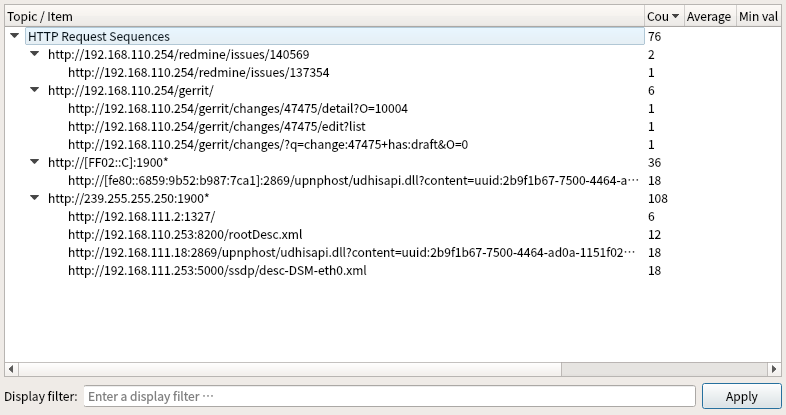 Topic / Item Cou Average Min val
HTTP Request Sequences 76
http://192.168.110.254/redmine/issues/140569 2
http://192.168.110.254/redmine/issues/137354 1
http://192.168.110.254/gerrit/ 6
http://192.168.110.254/gerrit/changes/47475/detail?O=10004 1
http://192.168.110.254/gerrit/changes/47475/edit?list 1
http://192.168.110.254/gerrit/changes/?q=change:47475+has:draft&O=0 1
http://[FF02::C]:1900* 36
http://[fe80::6859:9b52:b987:7ca1]:2869/upnphost/udhisapi.dll?content=uuid:2b9f1b67-7500-4464-a… 18
http://239.255.255.250:1900* 108
http://192.168.111.2:1327/ 6
http://192.168.110.253:8200/rootDesc.xml 12
http://192.168.111.18:2869/upnphost/udhisapi.dll?content=uuid:2b9f1b67-7500-4464-ad0a-1151f02… 18
http://192.168.111.253:5000/ssdp/desc-DSM-eth0.xml 18
Display filter: Enter a display filter … Apply